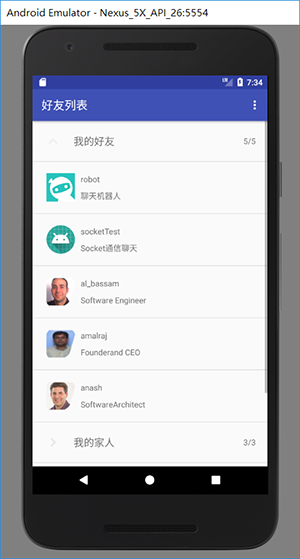 Android Emulator - Nexus_5X_API_26:5554
7:34
好友列表
我的好友 5/5
robot
聊天机器人
socketTest
Socket通信聊天
al_bassam
Software Engineer
amalraj
Founderand CEO
anash
SoftwareArchitect
我的家人 3/3